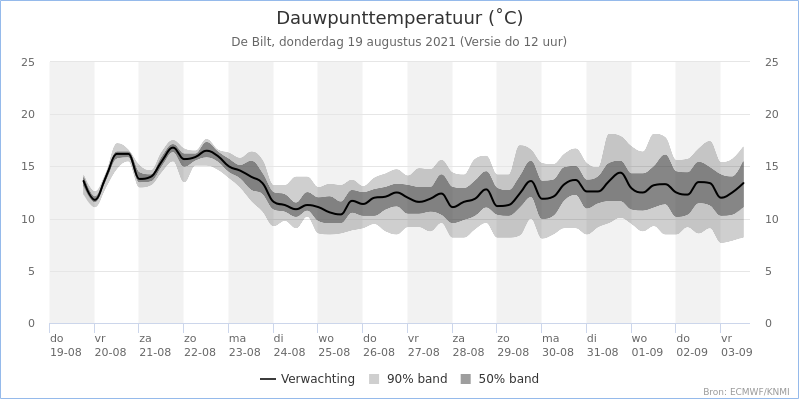 Dauwpunttemperatuur (˚C)
De Bilt, donderdag 19 augustus 2021 (Versie do 12 uur)
25 25
20 20
15 15
10 10
5 5
0 0
do vr za zo ma di wo do vr za zo ma di wo do vr
19-08 20-08 21-08 22-08 23-08 24-08 25-08 26-08 27-08 28-08 29-08 30-08 31-08 01-09 02-09 03-09
Verwachting 90% band 50% band
Bron: ECMWF/KNMI